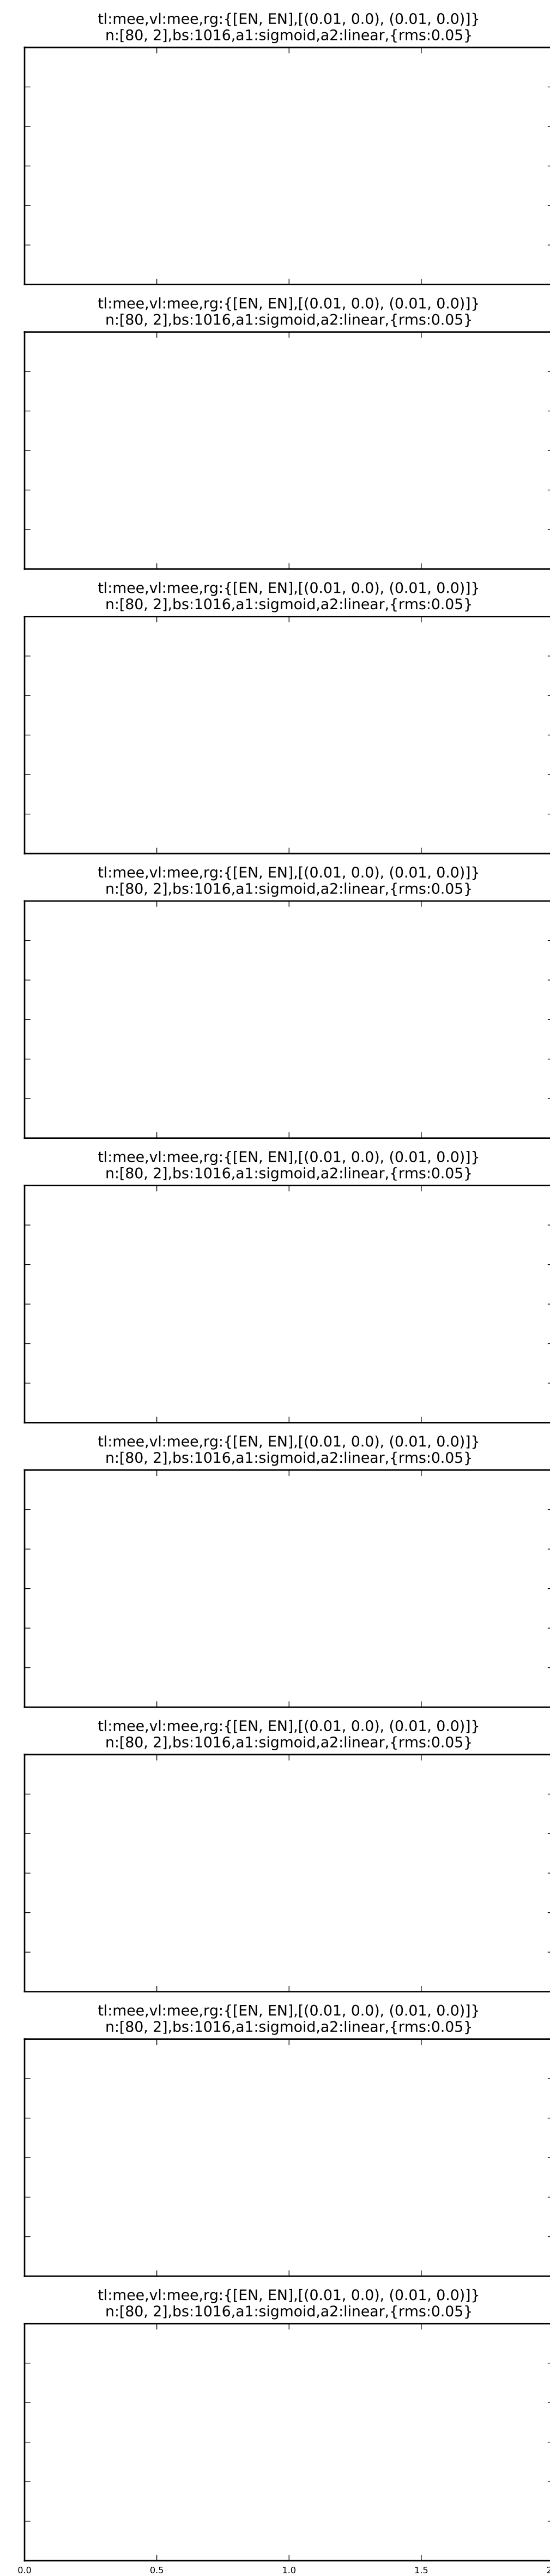 tl:mee,vl:mee,rg:{[EN, EN],[(0.01, 0.0), (0.01, 0.0)]}
n:[80, 2],bs:1016,a1:sigmoid,a2:linear,{rms:0.05}
tl:mee,vl:mee,rg:{[EN, EN],[(0.01, 0.0), (0.01, 0.0)]}
n:[80, 2],bs:1016,a1:sigmoid,a2:linear,{rms:0.05}
tl:mee,vl:mee,rg:{[EN, EN],[(0.01, 0.0), (0.01, 0.0)]}
n:[80, 2],bs:1016,a1:sigmoid,a2:linear,{rms:0.05}
tl:mee,vl:mee,rg:{[EN, EN],[(0.01, 0.0), (0.01, 0.0)]}
n:[80, 2],bs:1016,a1:sigmoid,a2:linear,{rms:0.05}
tl:mee,vl:mee,rg:{[EN, EN],[(0.01, 0.0), (0.01, 0.0)]}
n:[80, 2],bs:1016,a1:sigmoid,a2:linear,{rms:0.05}
tl:mee,vl:mee,rg:{[EN, EN],[(0.01, 0.0), (0.01, 0.0)]}
n:[80, 2],bs:1016,a1:sigmoid,a2:linear,{rms:0.05}
tl:mee,vl:mee,rg:{[EN, EN],[(0.01, 0.0), (0.01, 0.0)]}
n:[80, 2],bs:1016,a1:sigmoid,a2:linear,{rms:0.05}
tl:mee,vl:mee,rg:{[EN, EN],[(0.01, 0.0), (0.01, 0.0)]}
n:[80, 2],bs:1016,a1:sigmoid,a2:linear,{rms:0.05}
tl:mee,vl:mee,rg:{[EN, EN],[(0.01, 0.0), (0.01, 0.0)]}
n:[80, 2],bs:1016,a1:sigmoid,a2:linear,{rms:0.05}
0.0 0.5 1.0 1.5